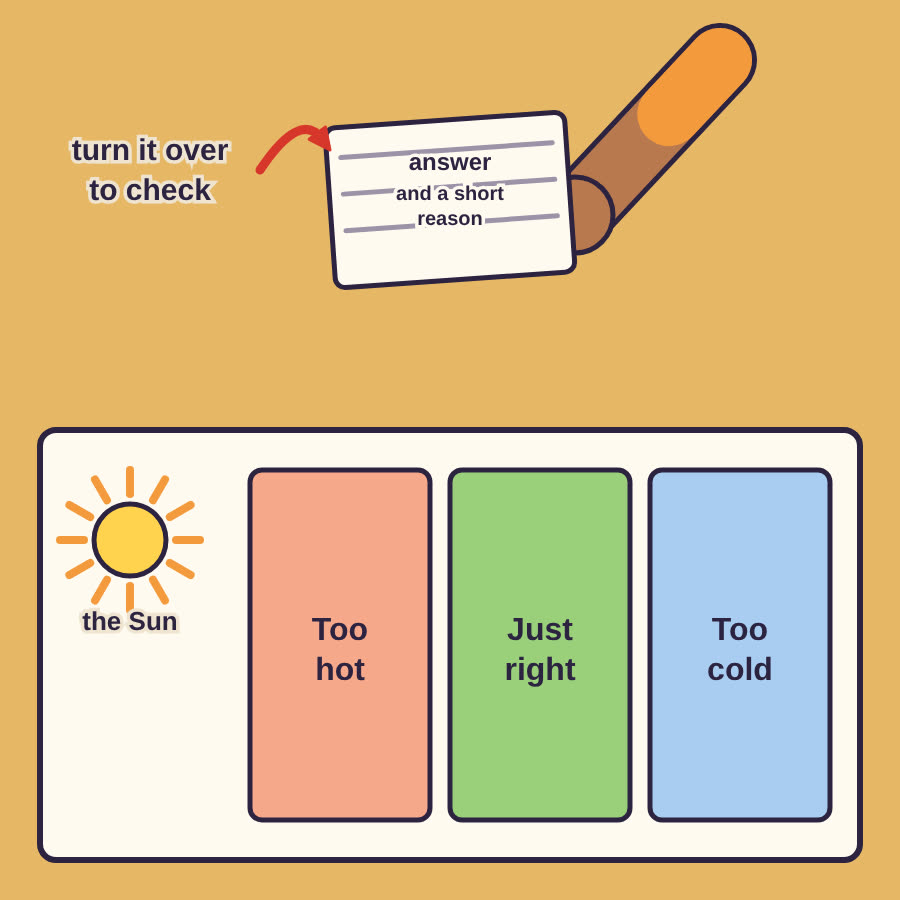 turn it over
to check
answer
and a short
reason
the Sun
Too
hot
Just
right
Too
cold